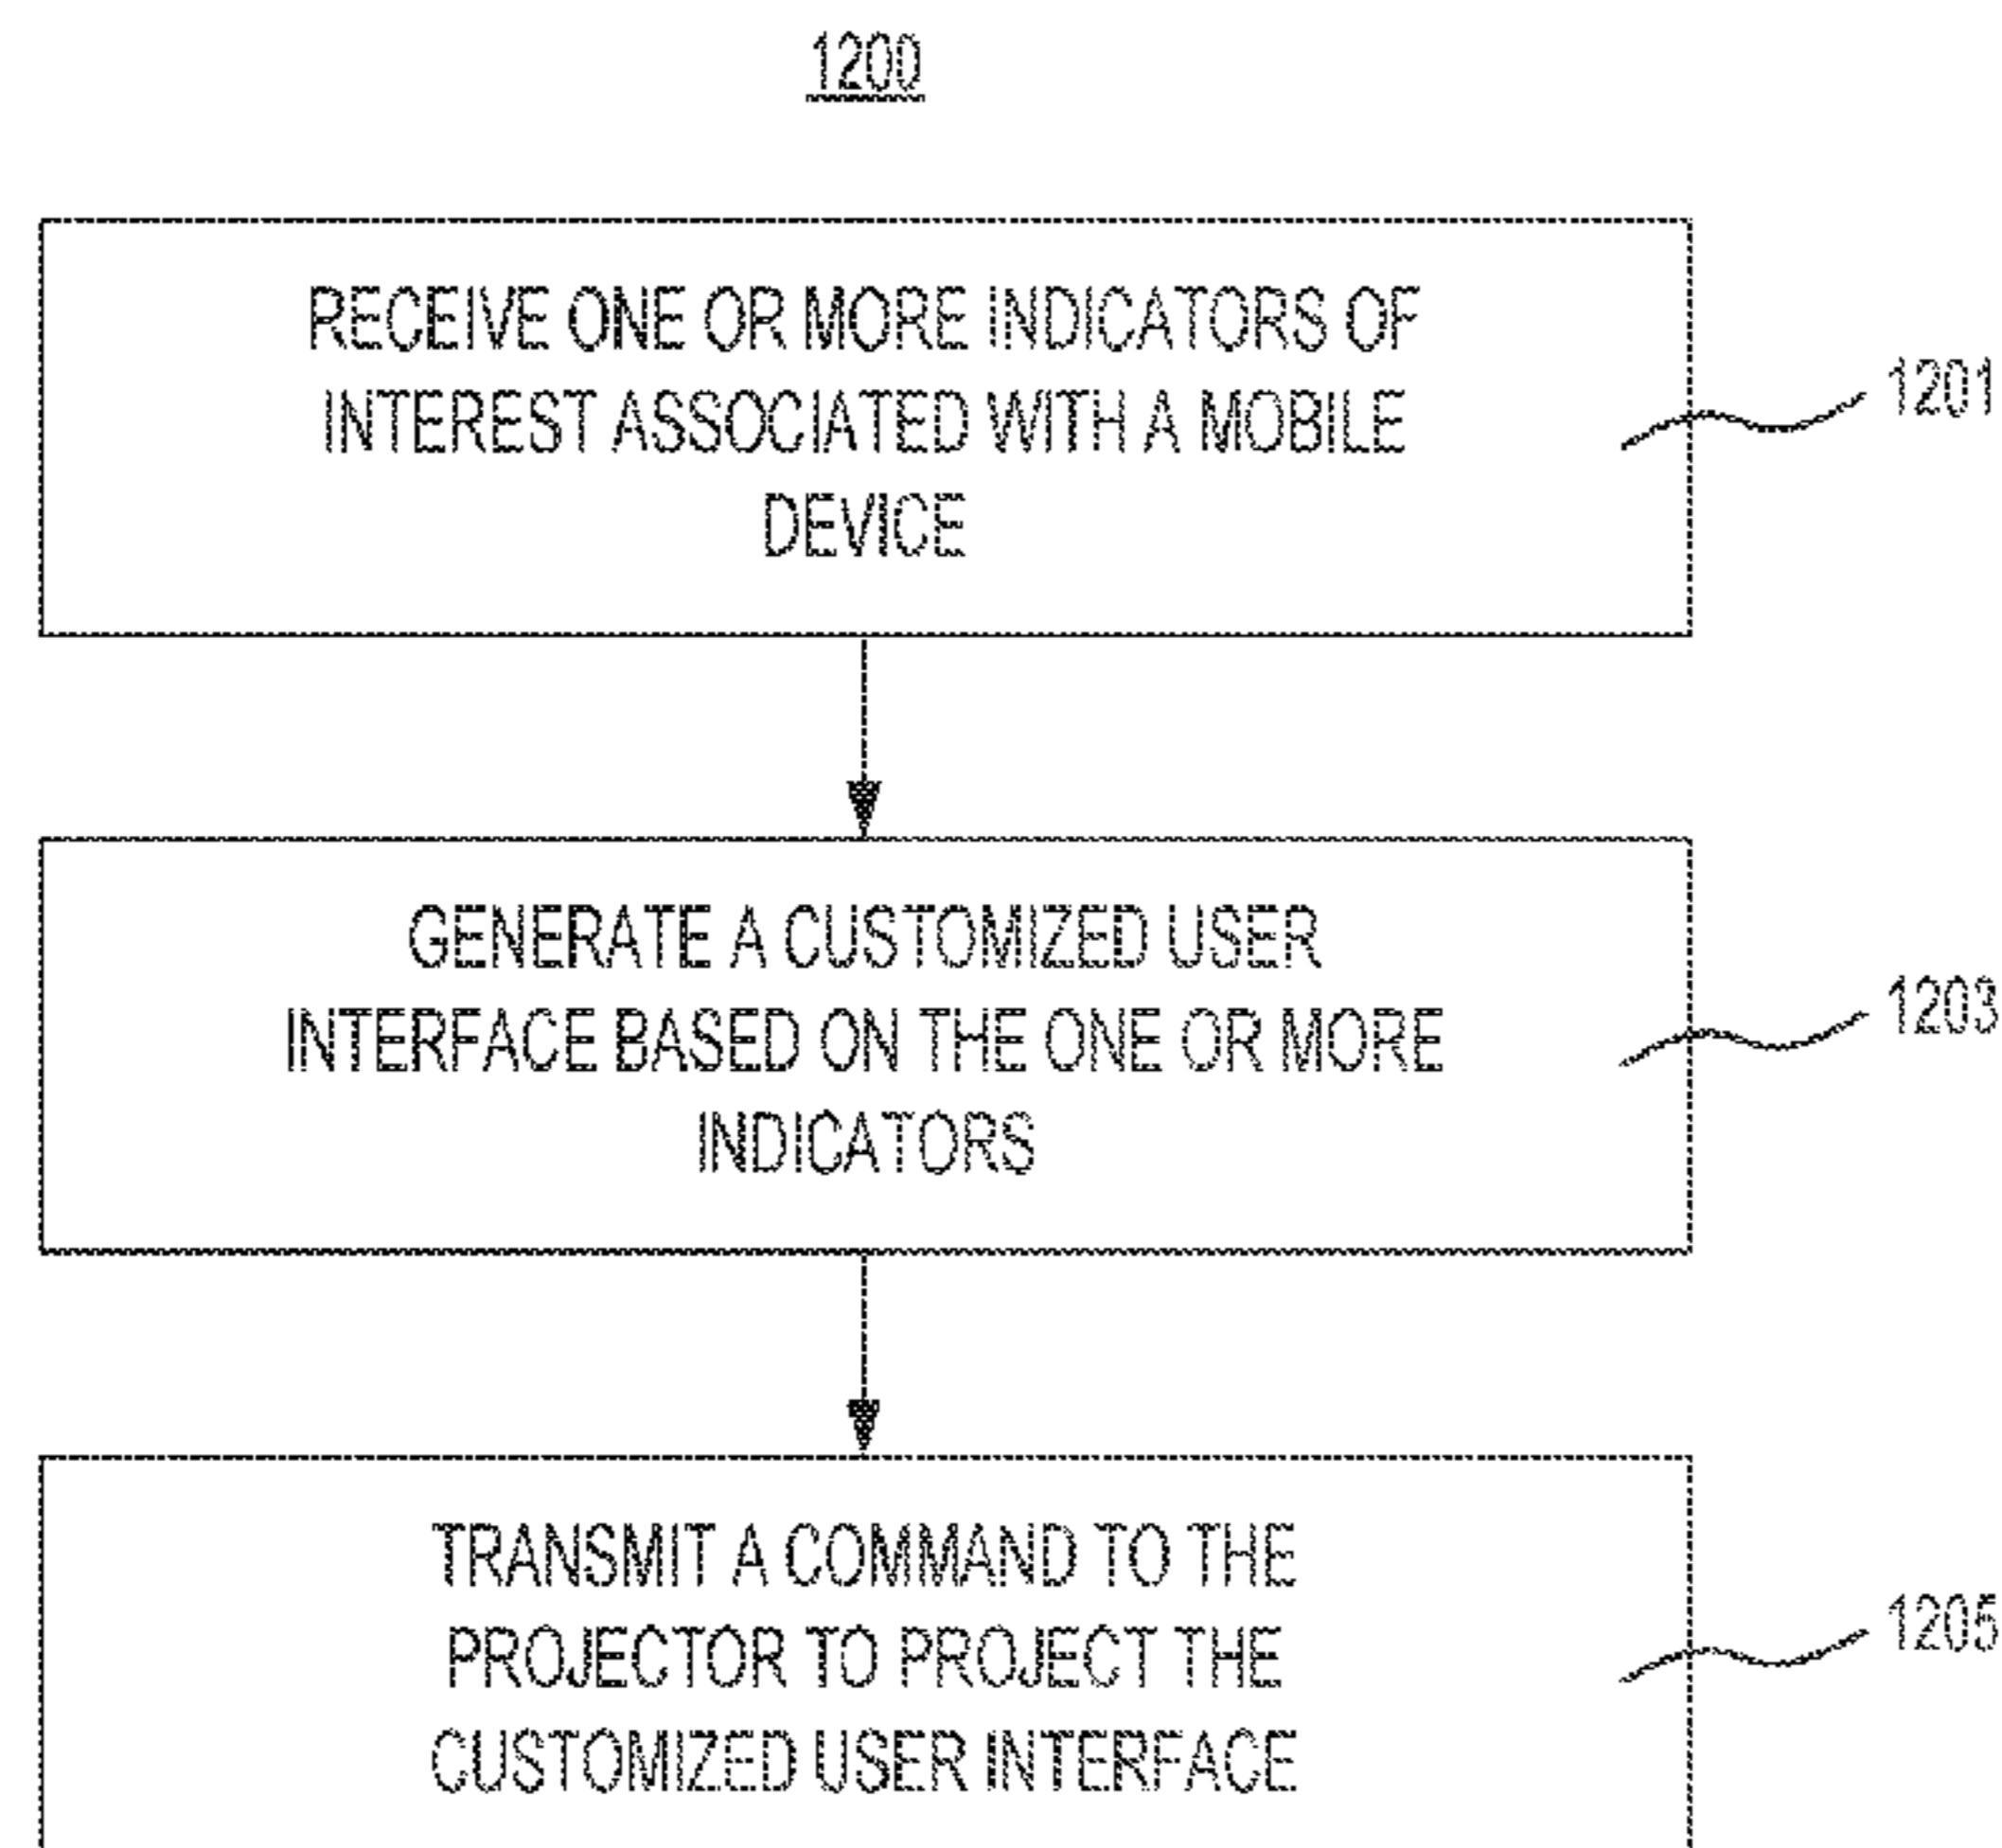 1200
RECEIVE ONE OR MORE INDICATORS OF
INTEREST ASSOCIATED WITH A MOBILE
DEVICE
1201
GENERATE A CUSTOMIZED USER
INTERFACE BASED ON THE ONE OR MORE
INDICATORS
1203
TRANSMIT A COMMAND TO THE
PROJECTOR TO PROJECT THE
CUSTOMIZED USER INTERFACE
1205